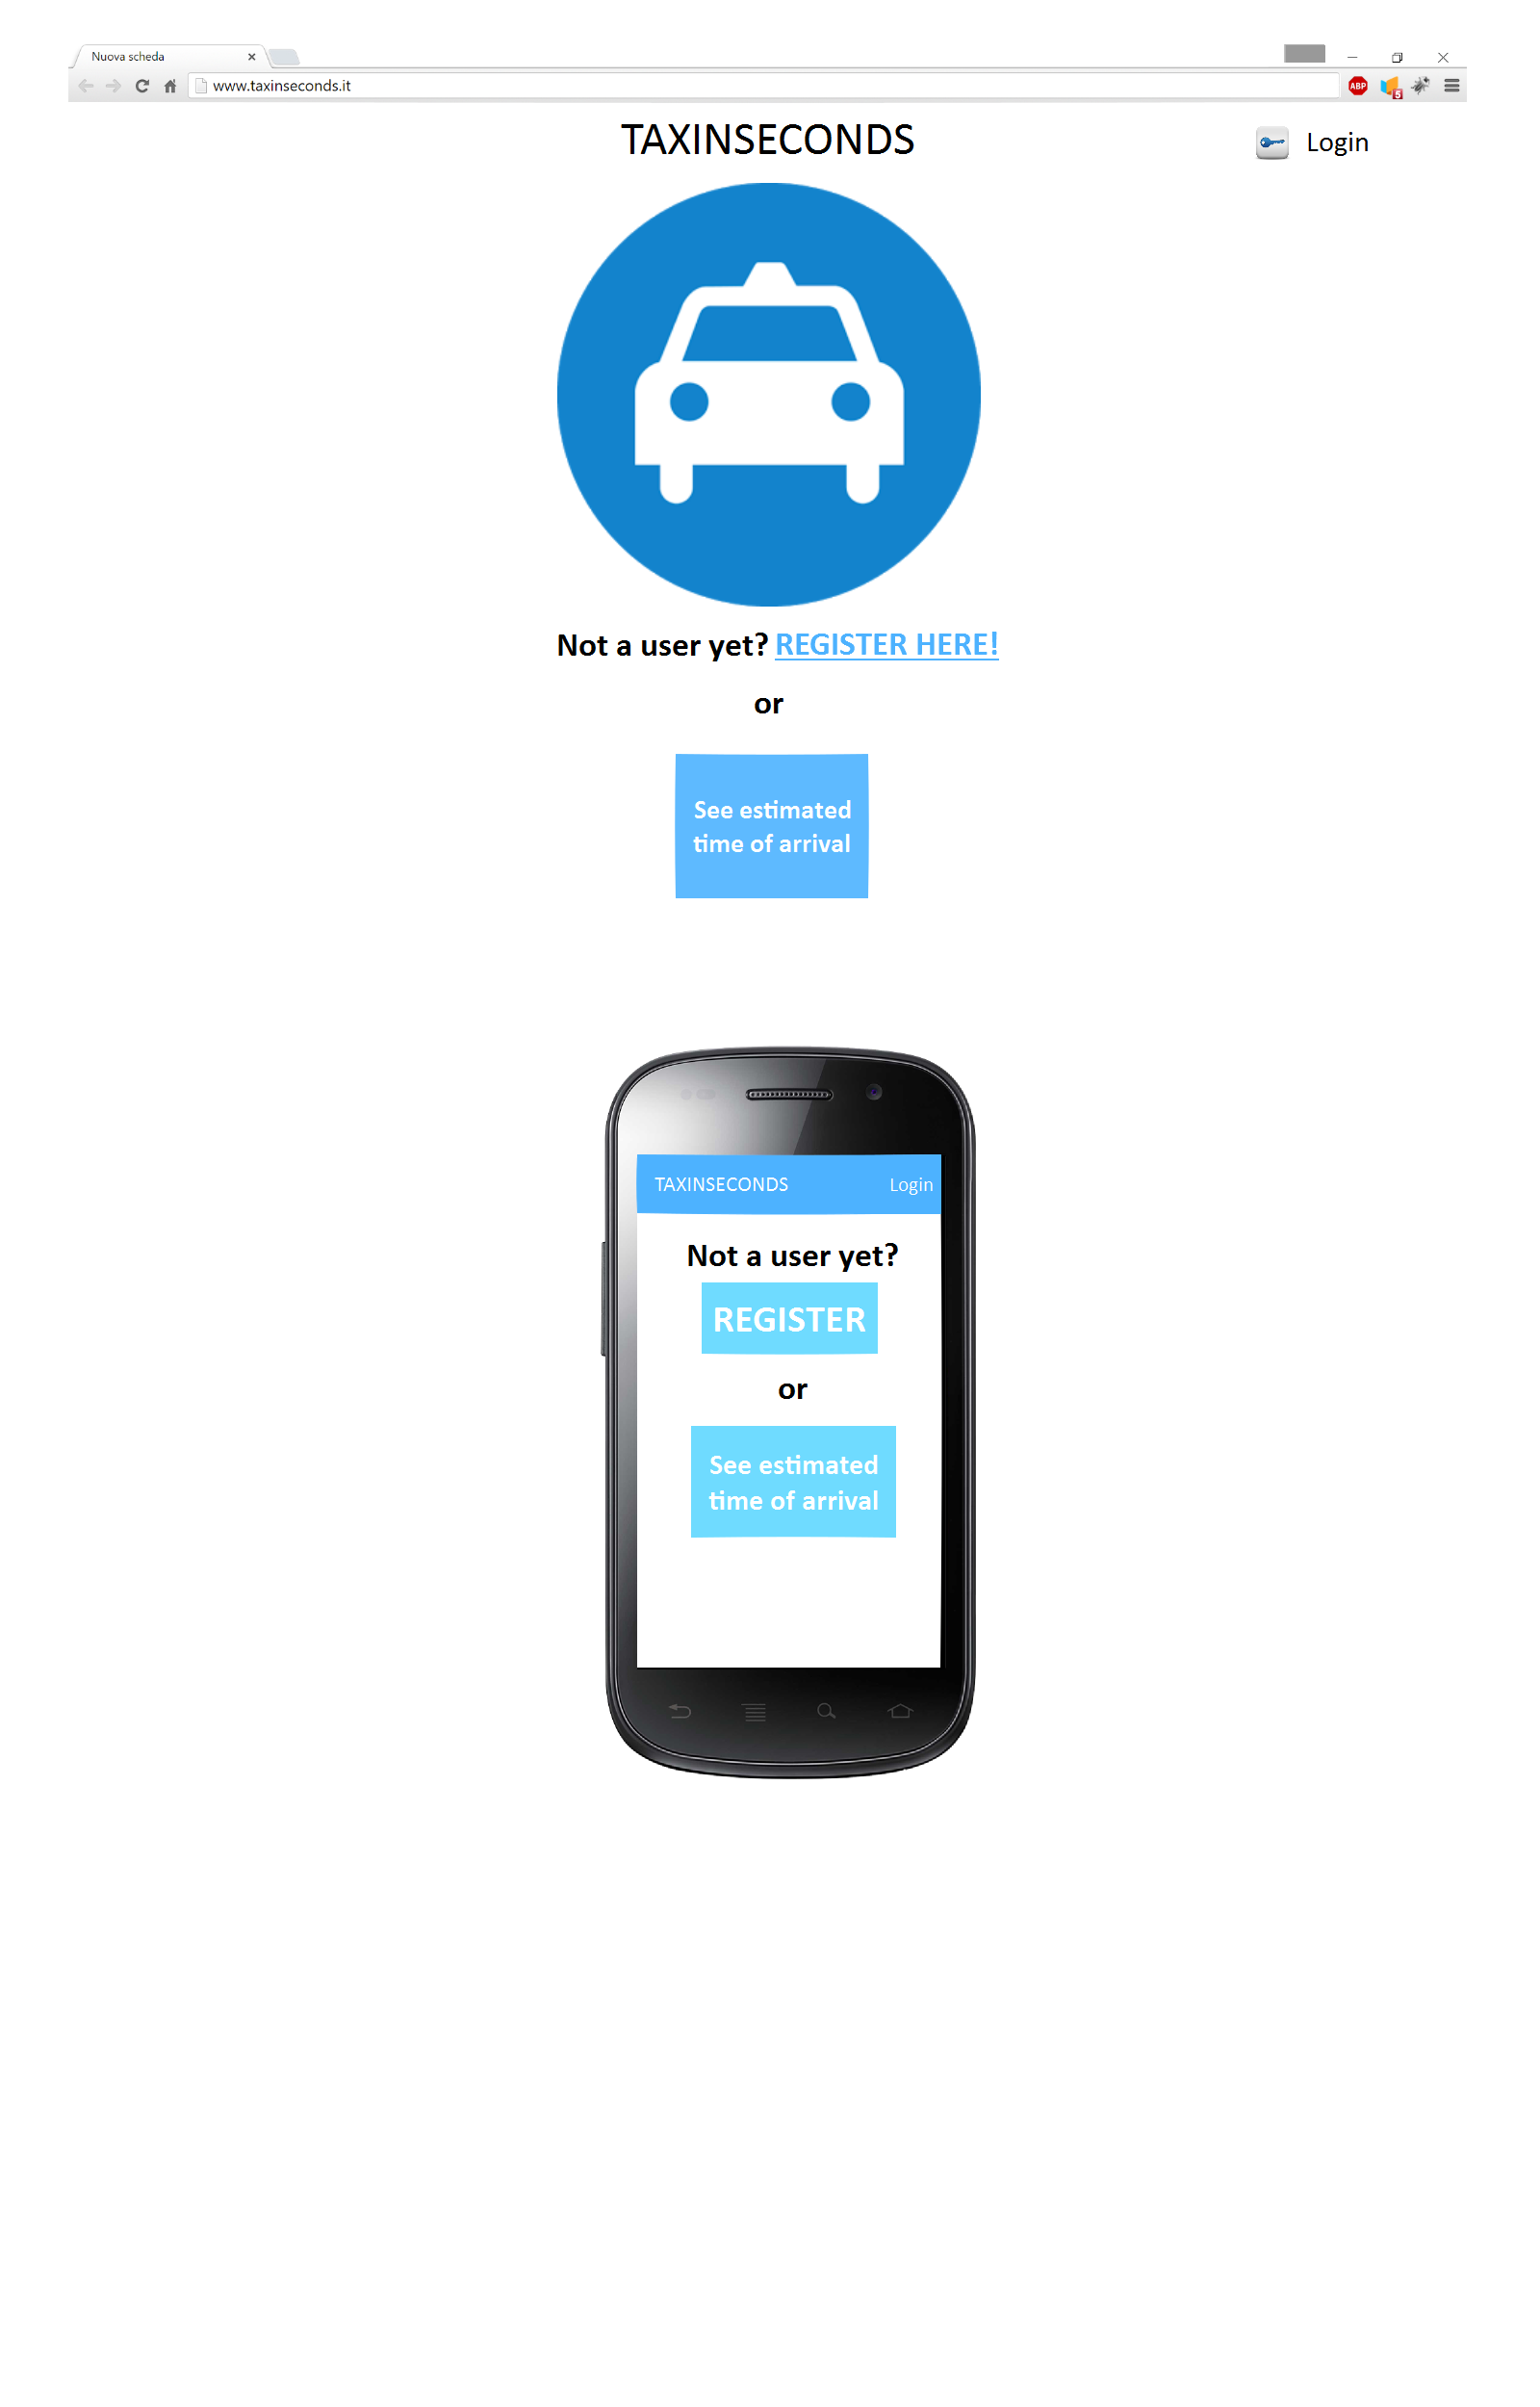 Nuova scheda
www.taxinseconds.it
ABP
5
TAXINSECONDS
Login
Not a user yet? REGISTER HERE!
or
See estimated
time of arrival
TAXINSECONDS
Login
Not a user yet?
REGISTER
or
See estimated
time of arrival